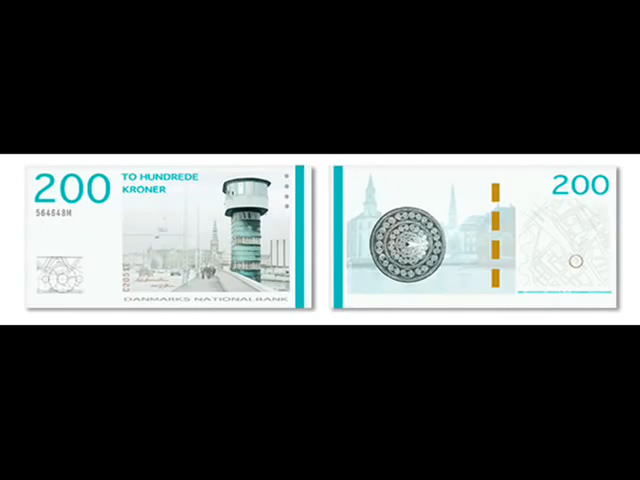 200
TO HUNDREDE
KRONER
564648M
DANMARKS NATIONALBANK
200